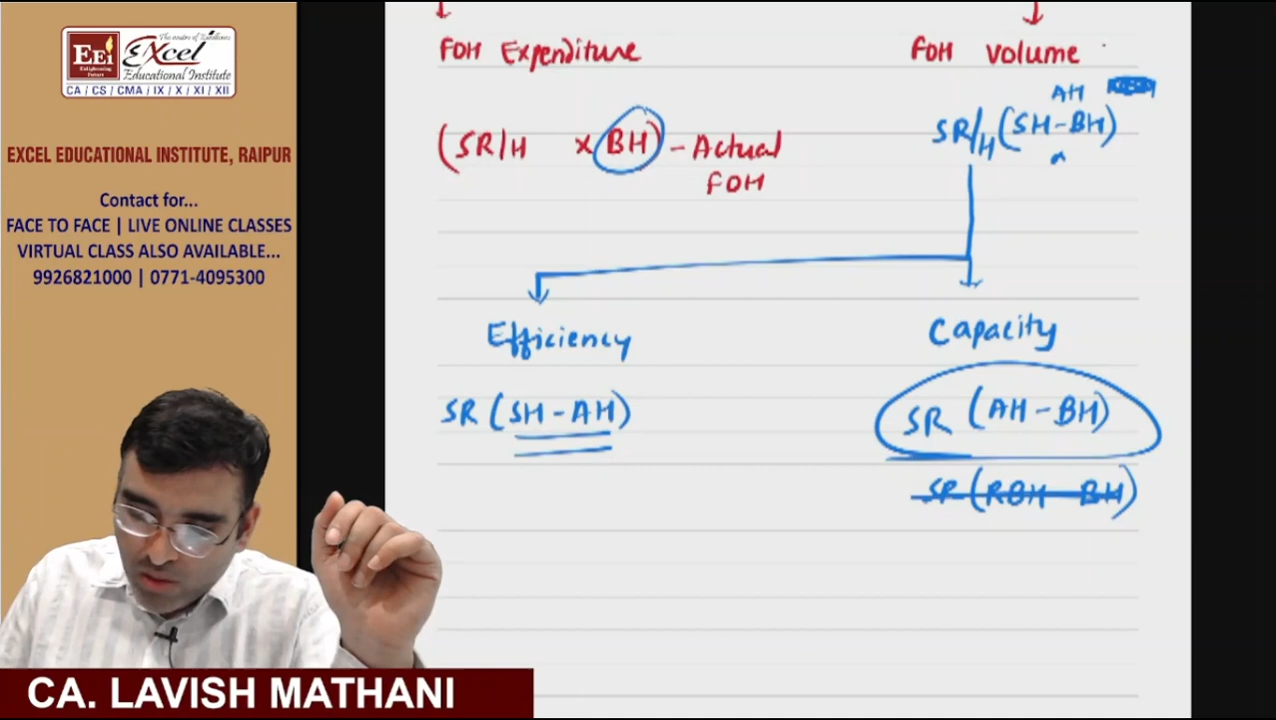 The centre of Excellence
EEi
Enlightening Future
Excel
Educational Institute
CA / CS / CMA / IX / X / XI / XII
EXCEL EDUCATIONAL INSTITUTE, RAIPUR
Contact for...
FACE TO FACE | LIVE ONLINE CLASSES
VIRTUAL CLASS ALSO AVAILABLE...
9926821000 | 0771-4095300
FOH Expenditure
(SR/H × BH) - Actual
FOH
FOH Volume
AH
SR/H (SH-BH)
Efficiency
SR (SH-AH)
Capacity
SR (AH-BH)
SR (RBH - BH)
CA. LAVISH MATHANI